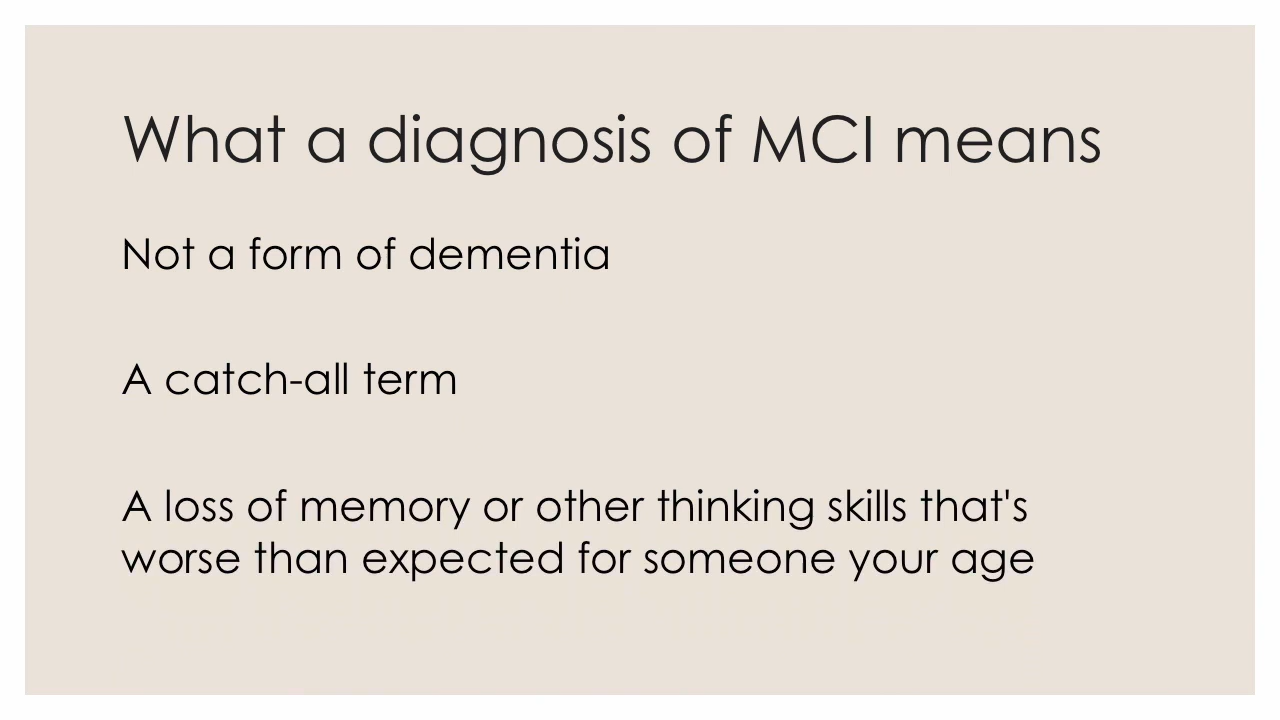 What a diagnosis of MCI means
Not a form of dementia
A catch-all term
A loss of memory or other thinking skills that's
worse than expected for someone your age